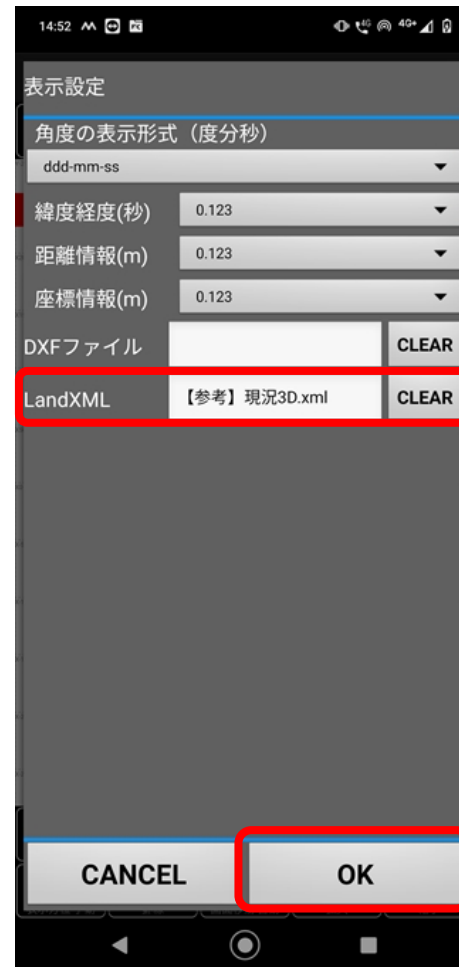 14:52 4G 4G+
表示設定
角度の表示形式（度分秒）
ddd-mm-ss
緯度経度(秒) 0.123
距離情報(m) 0.123
座標情報(m) 0.123
DXFファイル CLEAR
LandXML 【参考】現況3D.xml CLEAR
CANCEL OK